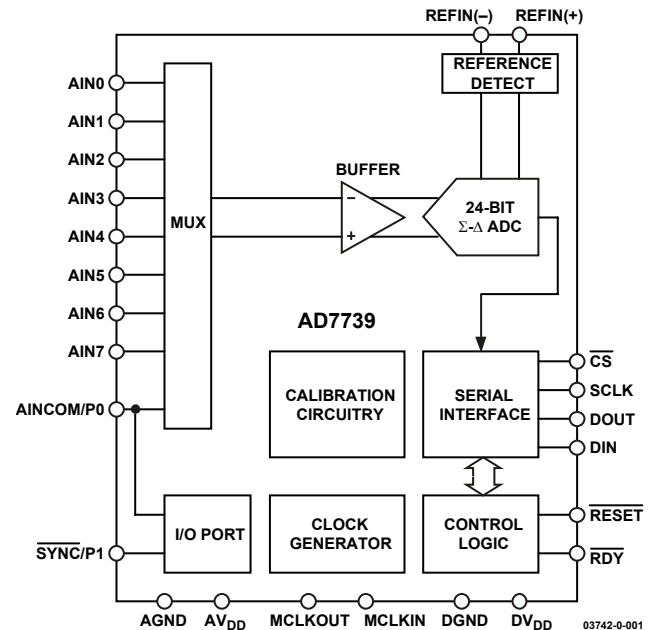 REFIN(–) REFIN(+)
REFERENCE
DETECT
AIN0
AIN1
AIN2
AIN3
AIN4
AIN5
AIN6
AIN7
AINCOM/P0
SYNC/P1
MUX
BUFFER
–
+
24-BIT
Σ-Δ ADC
AD7739
CALIBRATION
CIRCUITRY
SERIAL
INTERFACE
CS
SCLK
DOUT
DIN
I/O PORT
CLOCK
GENERATOR
CONTROL
LOGIC
RESET
RDY
AGND AVDD MCLKOUT MCLKIN DGND DVDD
03742-0-001